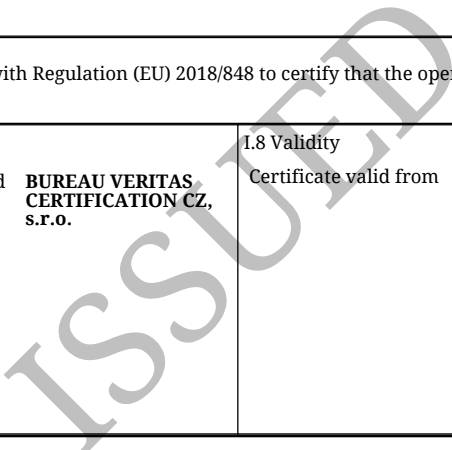 with Regulation (EU) 2018/848 to certify that the
BUREAU VERITAS
CERTIFICATION CZ,
s.r.o.
I.8 Validity
Certificate valid from
ISSUED